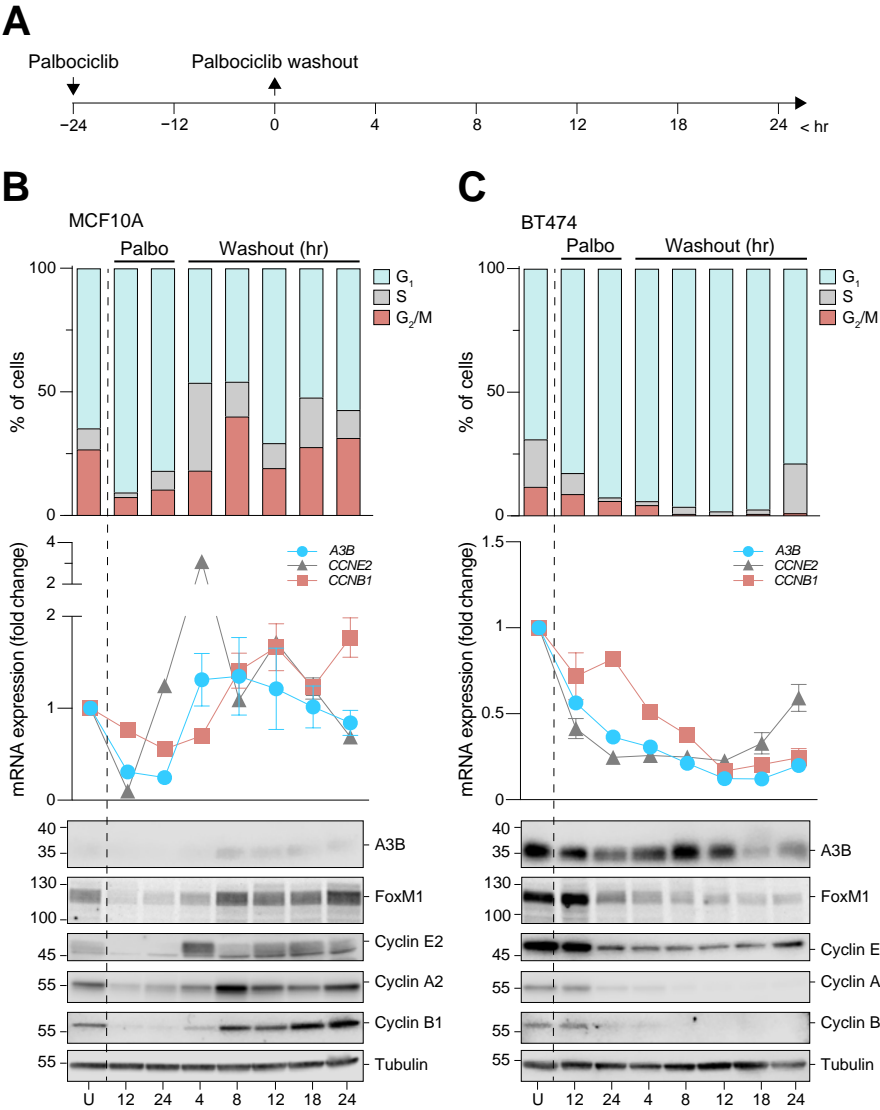 A
Palbociclib
Palbociclib washout
−24
−12
0
4
8
12
18
24
< hr
B
MCF10A
Palbo
Washout (hr)
100
50
0
% of cells
G1
S
G2/M
4
3
2
2
1
0
mRNA expression (fold change)
A3B
CCNE2
CCNB1
40
35
A3B
130
100
FoxM1
45
Cyclin E2
55
Cyclin A2
55
Cyclin B1
55
Tubulin
U 12 24 4 8 12 18 24
C
BT474
Palbo
Washout (hr)
100
50
0
% of cells
G1
S
G2/M
1.5
1
0.5
0
mRNA expression (fold change)
A3B
CCNE2
CCNB1
40
35
A3B
130
100
FoxM1
45
Cyclin E
55
Cyclin A
55
Cyclin B
55
Tubulin
U 12 24 4 8 12 18 24